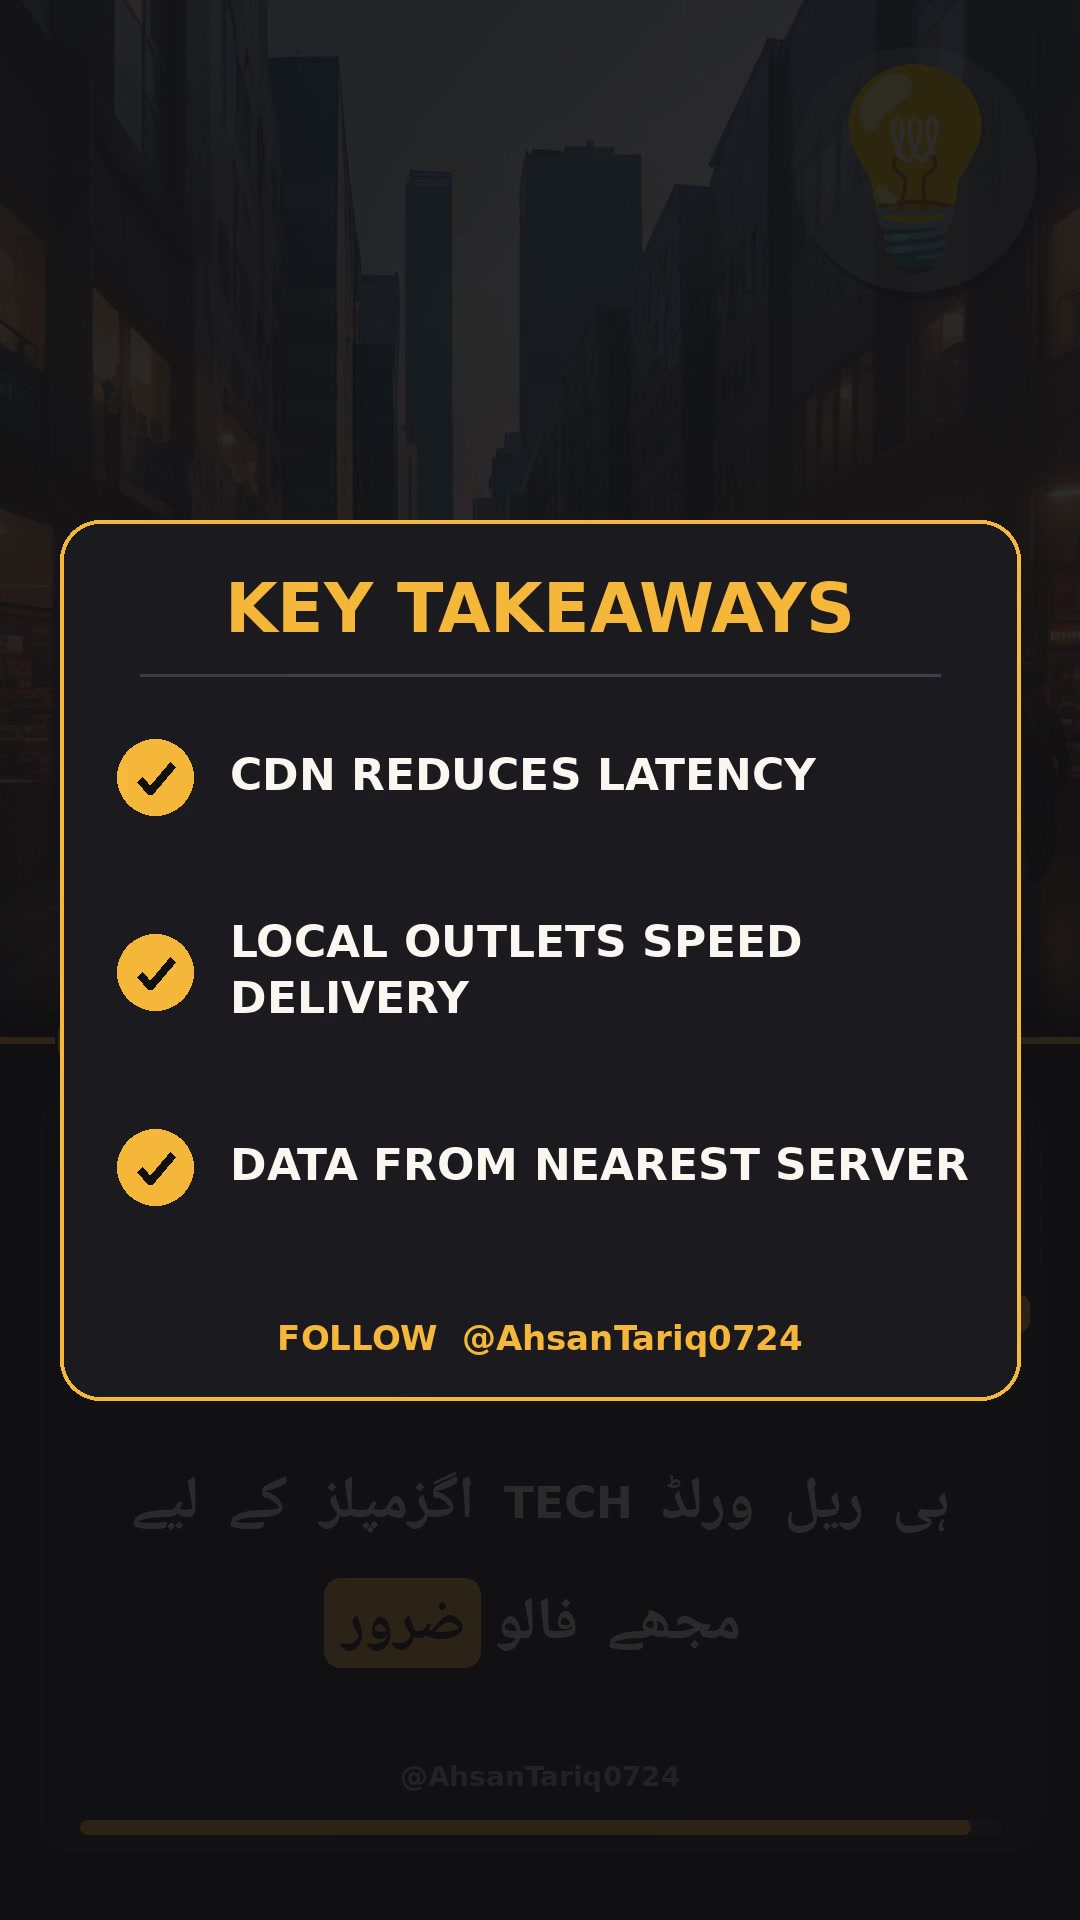 KEY TAKEAWAYS
CDN REDUCES LATENCY
LOCAL OUTLETS SPEED
DELIVERY
DATA FROM NEAREST SERVER
FOLLOW @AhsanTariq0724
ہی ریل ورلڈ TECH اگزمپلز کے لیے
مجھے فالو ضرور
@AhsanTariq0724